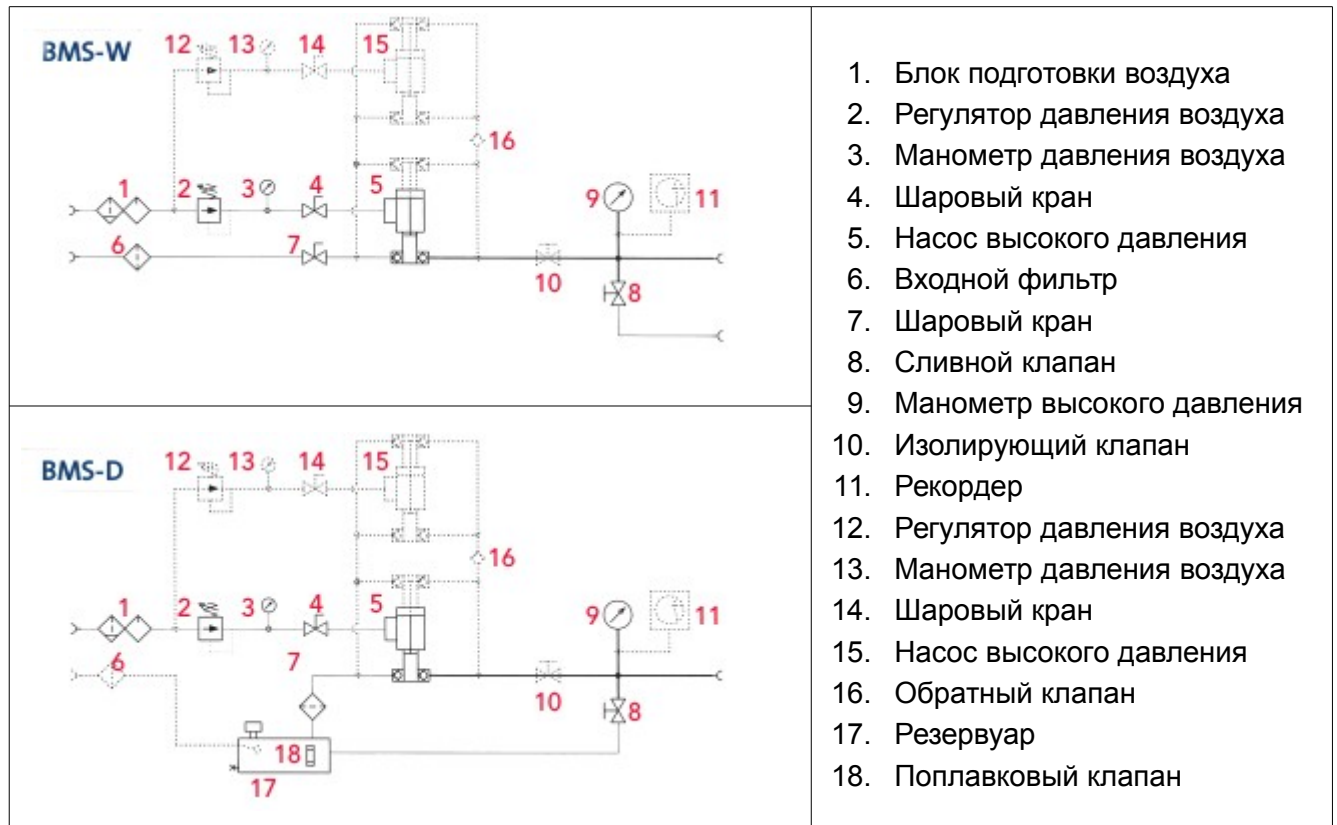 BMS-W
12 13 14 15
16
1 2 3 4 5 9 11
6 7
10 8
BMS-D
12 13 14 15
16
1 2 3 4 5 9 11
6 7
10 8
18
17
1. Блок подготовки воздуха
2. Регулятор давления воздуха
3. Манометр давления воздуха
4. Шаровый кран
5. Насос высокого давления
6. Входной фильтр
7. Шаровый кран
8. Сливной клапан
9. Манометр высокого давления
10. Изолирующий клапан
11. Рекордер
12. Регулятор давления воздуха
13. Манометр давления воздуха
14. Шаровый кран
15. Насос высокого давления
16. Обратный клапан
17. Резервуар
18. Поплавковый клапан